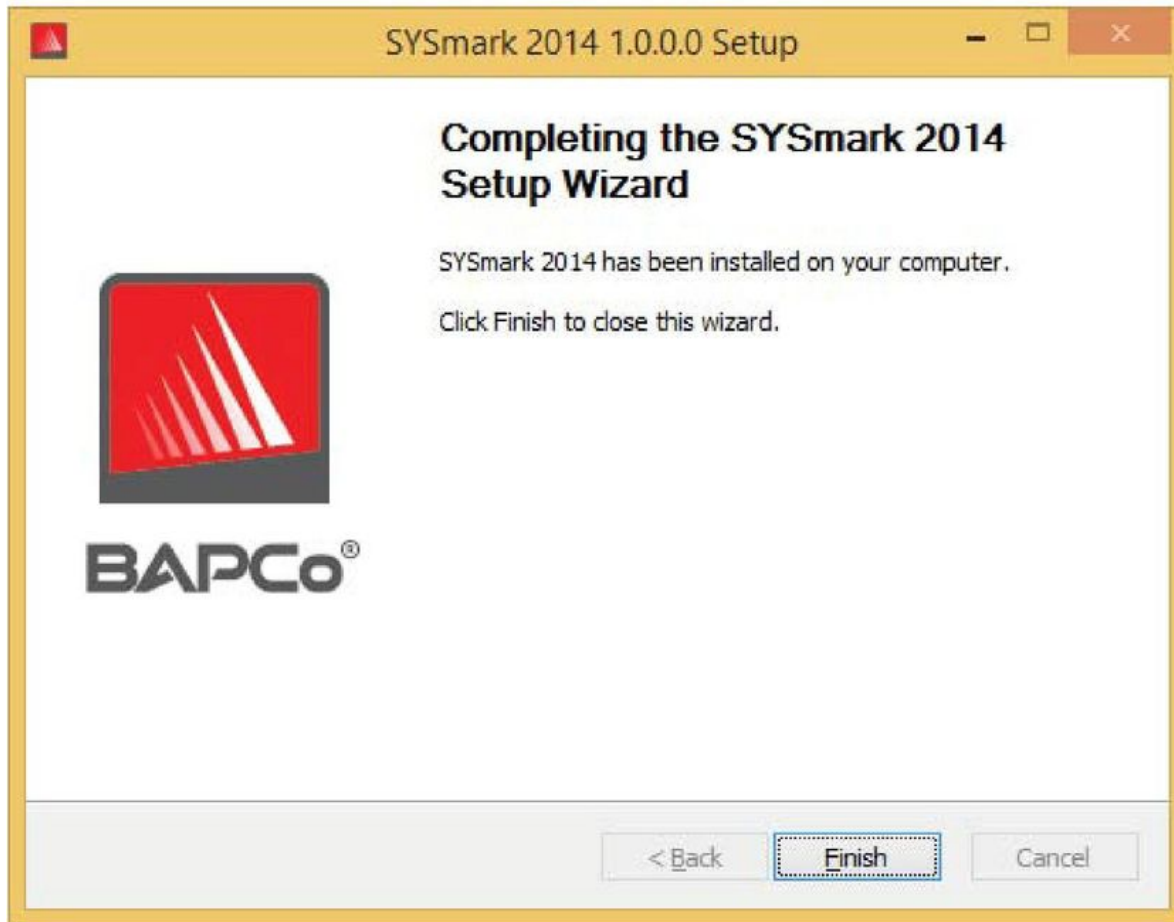 SYSmark 2014 1.0.0.0 Setup
Completing the SYSmark 2014
Setup Wizard
SYSmark 2014 has been installed on your computer.
Click Finish to close this wizard.
BAPCo®
< Back
Finish
Cancel